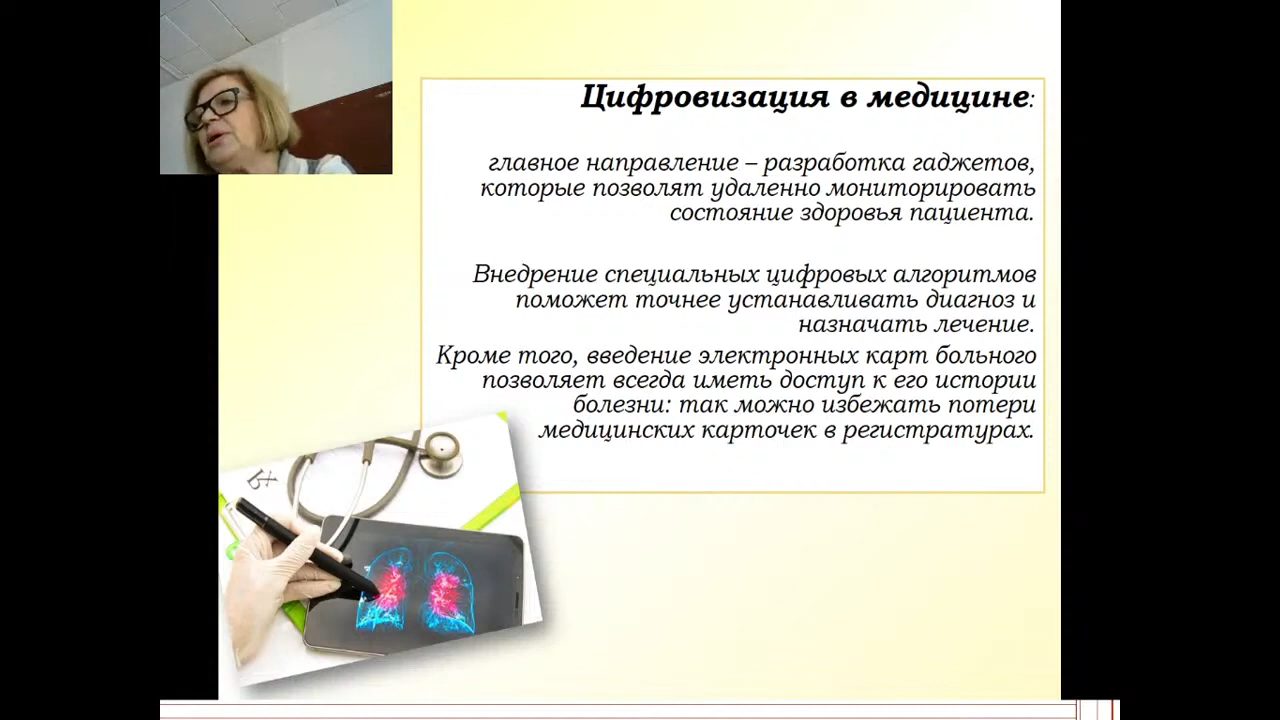 Цифровизация в медицине:
главное направление – разработка гаджетов,
которые позволят удаленно мониторировать
состояние здоровья пациента.
Внедрение специальных цифровых алгоритмов
поможет точнее устанавливать диагноз и
назначать лечение.
Кроме того, введение электронных карт больного
позволяет всегда иметь доступ к его истории
болезни: так можно избежать потери
медицинских карточек в регистратурах.